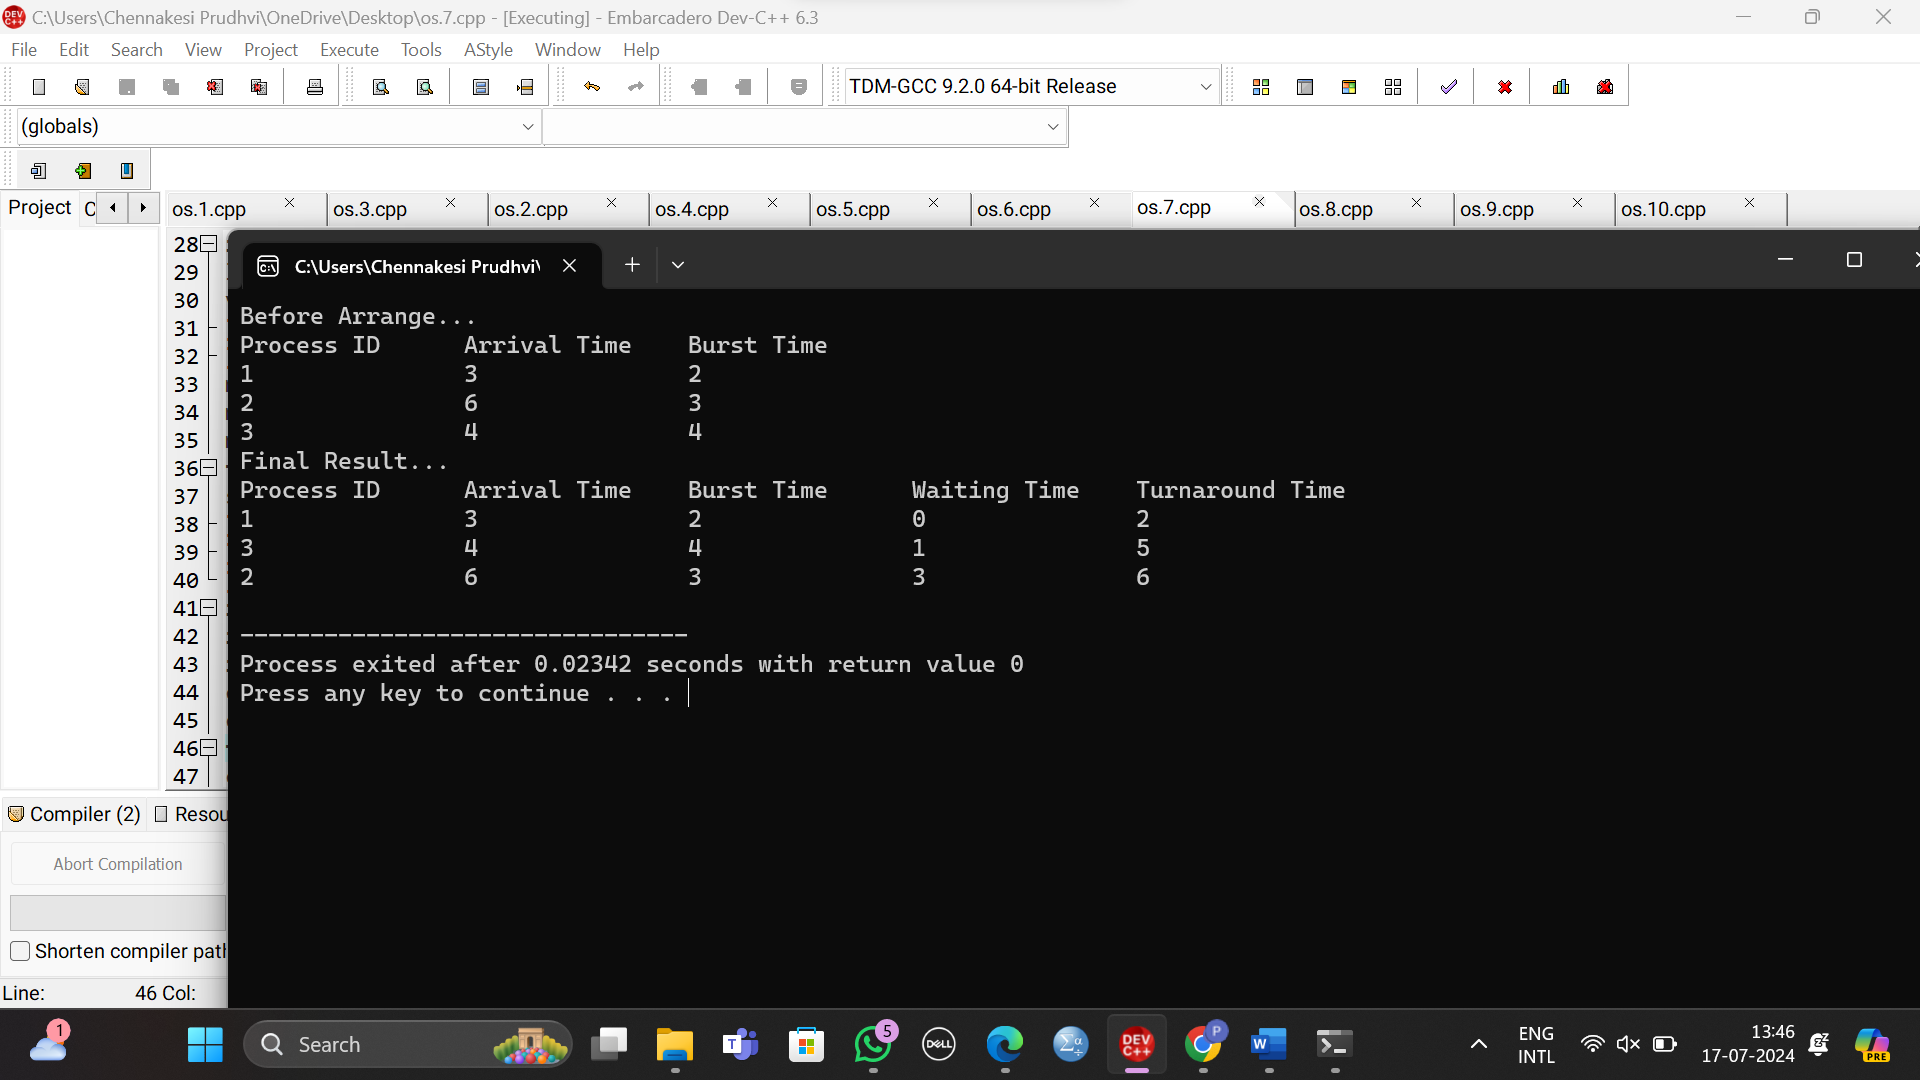 C:\Users\Chennakesi Prudhvi\OneDrive\Desktop\os.7.cpp - [Executing] - Embarcadero Dev-C++ 6.3
File Edit Search View Project Execute Tools AStyle Window Help
TDM-GCC 9.2.0 64-bit Release
(globals)
Project
os.1.cpp os.3.cpp os.2.cpp os.4.cpp os.5.cpp os.6.cpp os.7.cpp os.8.cpp os.9.cpp os.10.cpp
C:\Users\Chennakesi Prudhvi\
28
29
30
31
32
33
34
35
36
37
38
39
40
41
42
43
44
45
46
47
Before Arrange...
Process ID Arrival Time Burst Time
1 3 2
2 6 3
3 4 4
Final Result...
Process ID Arrival Time Burst Time Waiting Time Turnaround Time
1 3 2 0 2
3 4 4 1 5
2 6 3 3 6
--------------------------------
Process exited after 0.02342 seconds with return value 0
Press any key to continue . . .
Compiler (2) Resou
Abort Compilation
Shorten compiler path
Line: 46 Col:
1
Search
5
DELL
DEV C++
P
W
ENG
INTL
13:46
17-07-2024
PRE